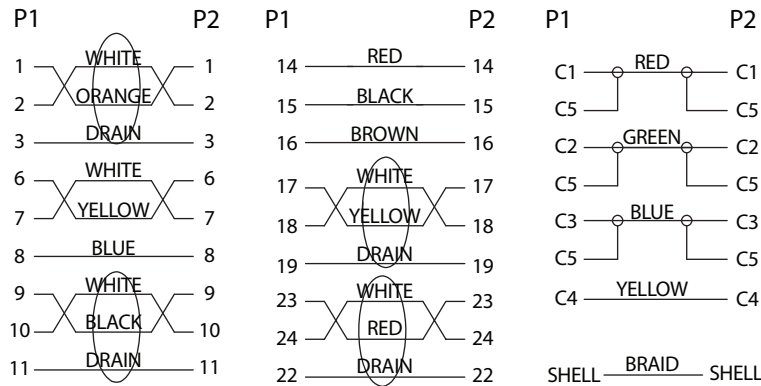 P1 P2
1 WHITE 1
2 ORANGE 2
3 DRAIN 3
6 WHITE 6
7 YELLOW 7
8 BLUE 8
9 WHITE 9
10 BLACK 10
11 DRAIN 11
P1 P2
14 RED 14
15 BLACK 15
16 BROWN 16
17 WHITE 17
18 YELLOW 18
19 DRAIN 19
23 WHITE 23
24 RED 24
22 DRAIN 22
P1 P2
C1 RED C1
C5 C5
C2 GREEN C2
C5 C5
C3 BLUE C3
C5 C5
C4 YELLOW C4
SHELL BRAID SHELL